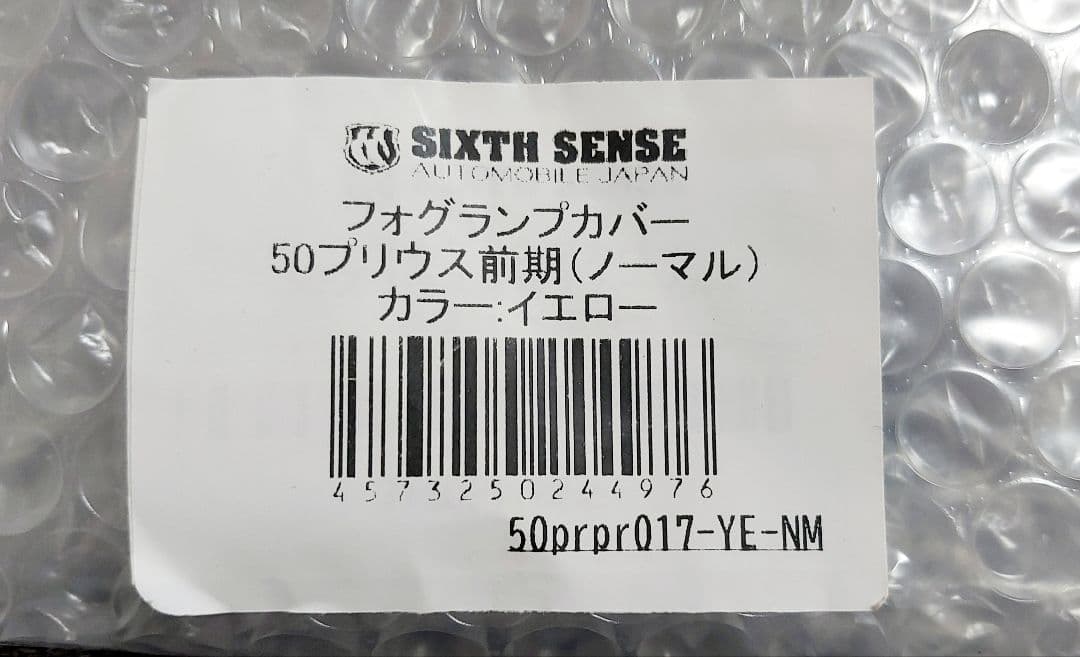 SIXTH SENSE
AUTOMOBILE JAPAN
フォグランプカバー
50プリウス前期(ノーマル)
カラー:イエロー
4573250244976
50prpr017-YE-NM